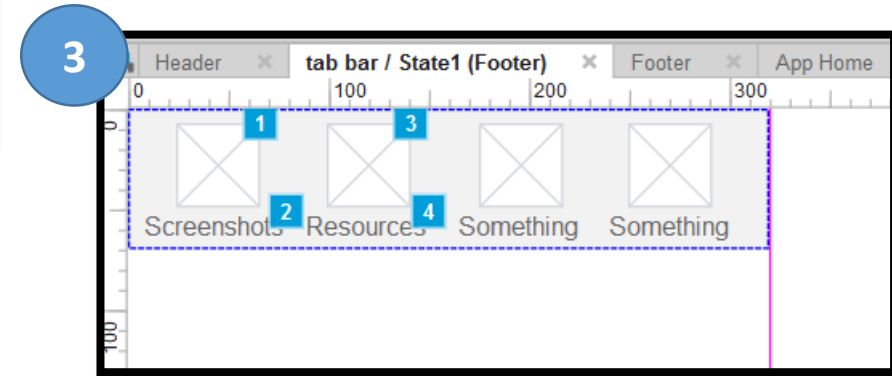 3
Header tab bar / State1 (Footer) Footer App Home
0 100 200 300
0
1 3
2 4
Screenshots Resources Something Something
100